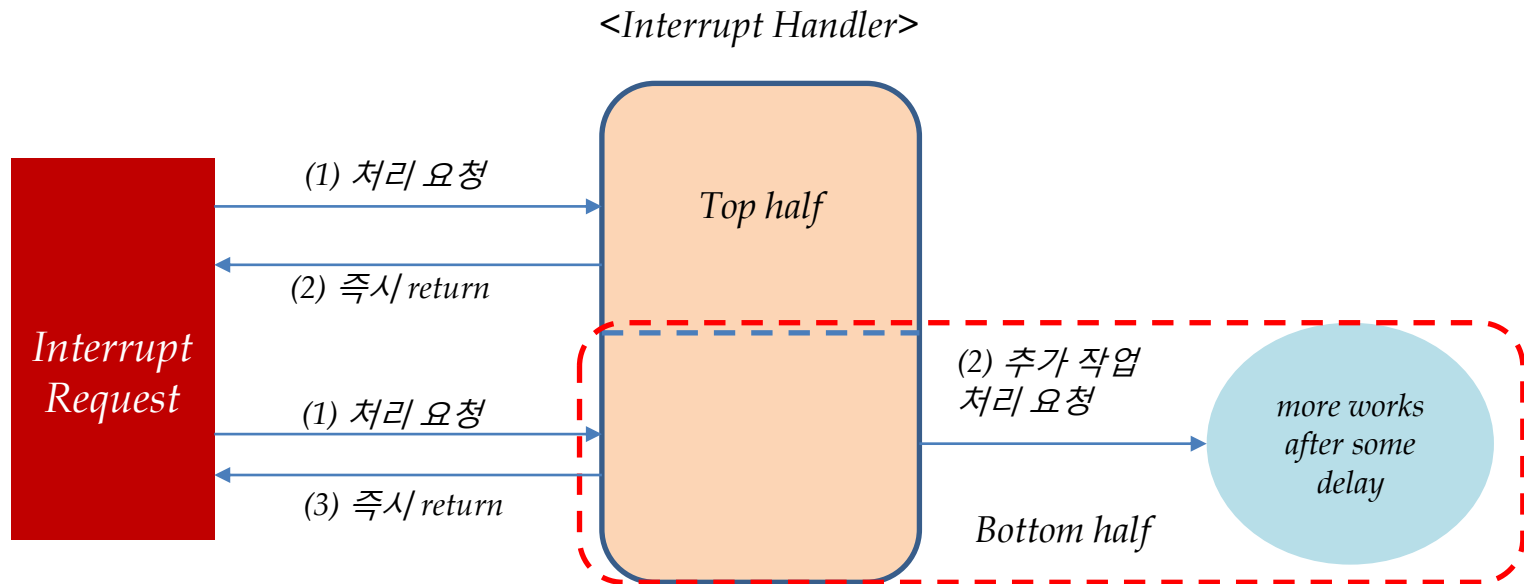 <Interrupt Handler>
(1) 처리 요청
Top half
(2) 즉시 return
Interrupt
Request
(1) 처리 요청
(3) 즉시 return
(2) 추가 작업
처리 요청
more works
after some
delay
Bottom half